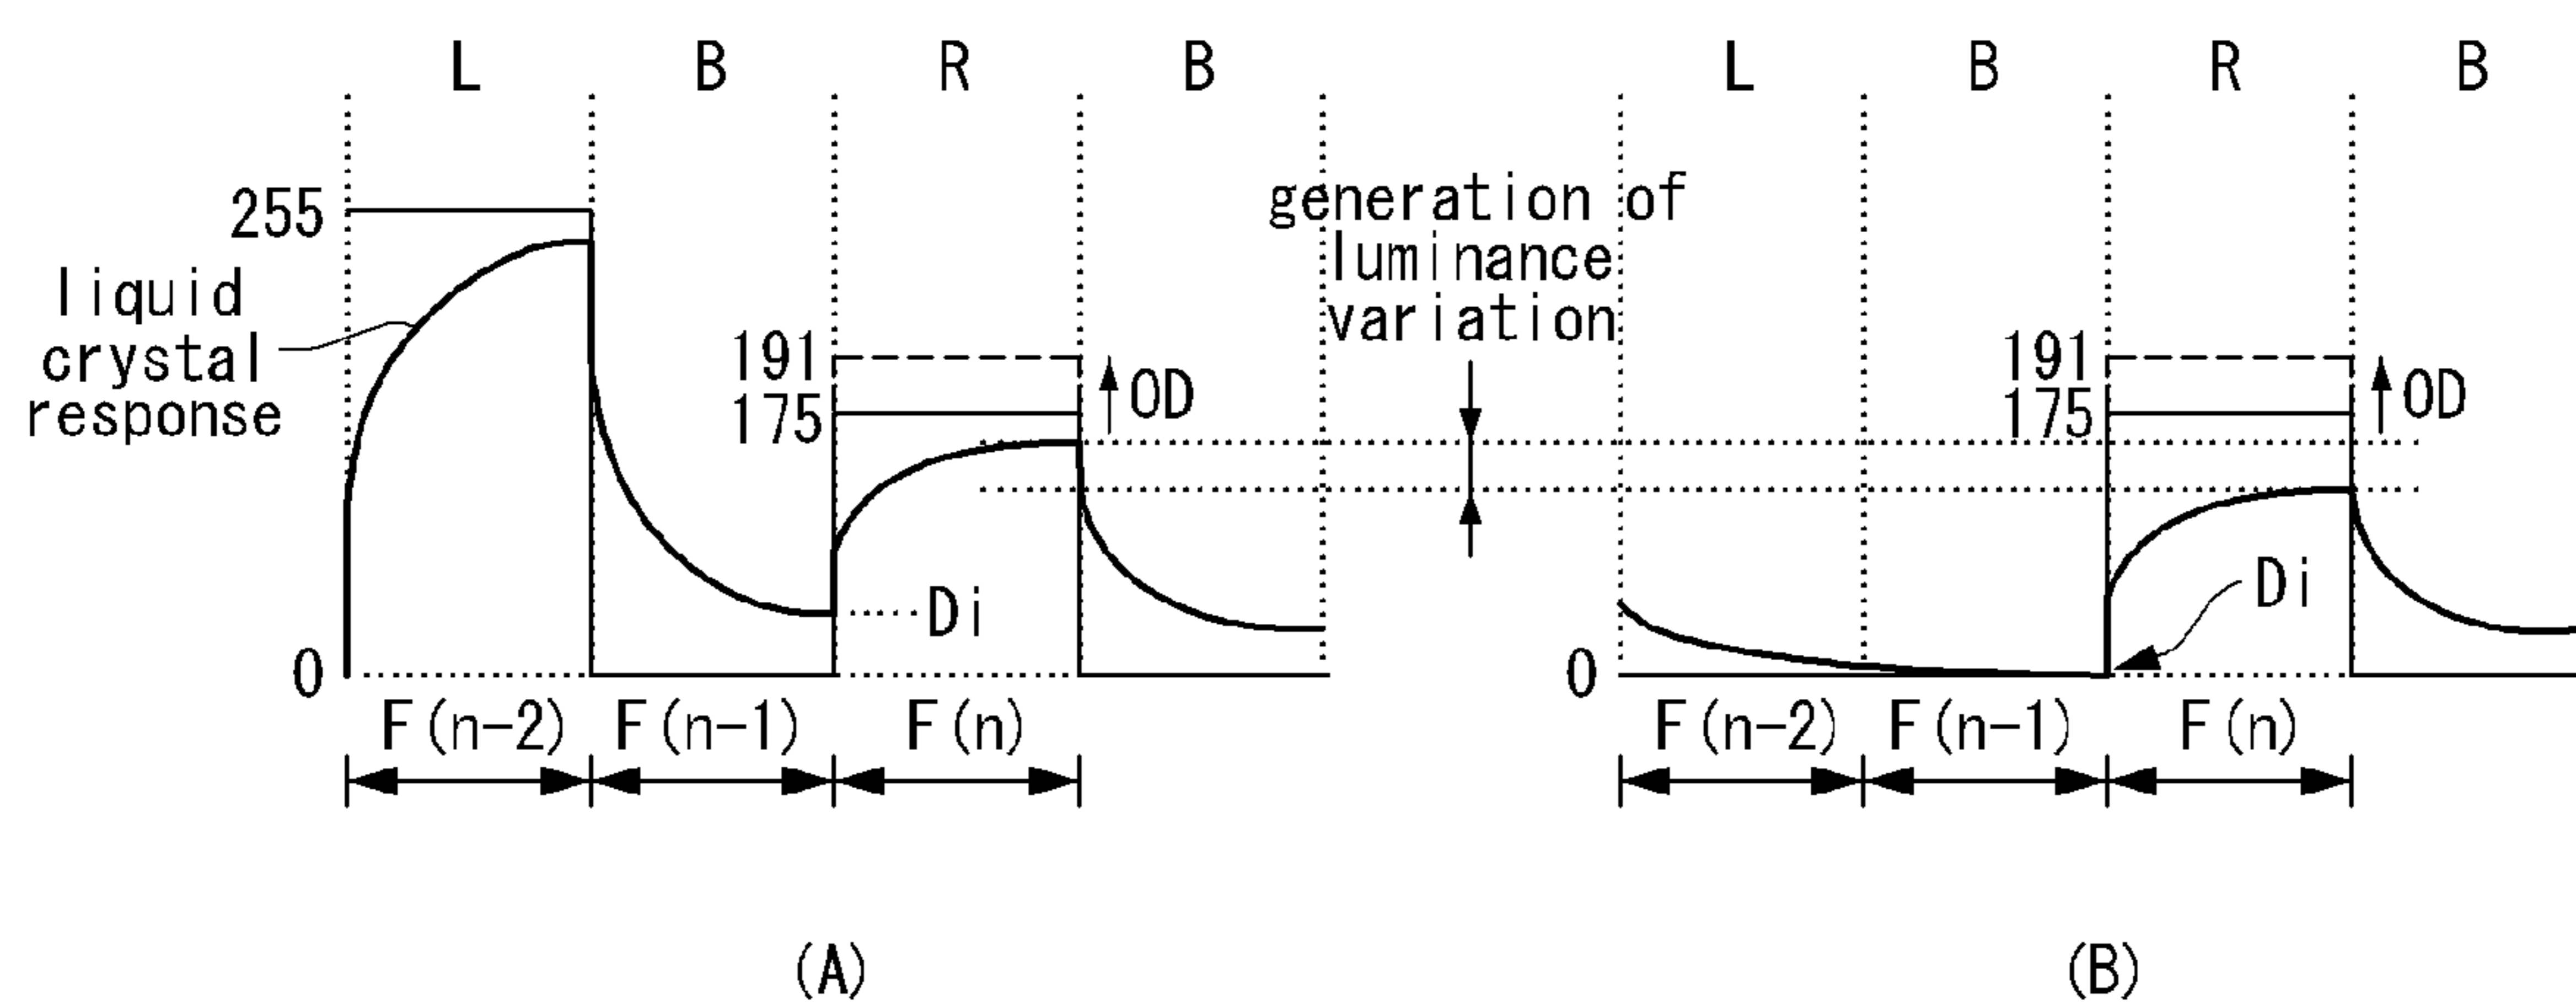 L B R B L B R B
255
generation of
luminance
variation
liquid
crystal
response
191
175
OD
191
175
OD
Di
Di
0
0
F(n-2) F(n-1) F(n)
F(n-2) F(n-1) F(n)
(A)
(B)